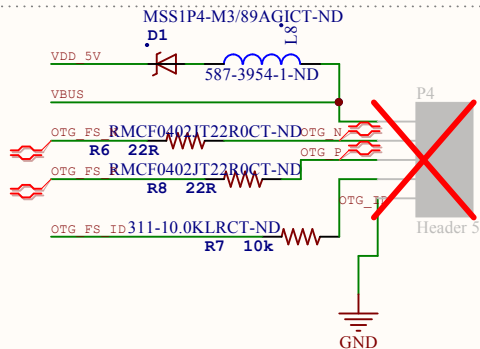 MSS1P4-M3/89AGICT-ND
D1
L8
VDD_5V
587-3954-1-ND
VBUS
P4
OTG_FS_ RMCF0402JT22R0CT-ND OTG_N
R6 22R
OTG_P
OTG_FS_ RMCF0402JT22R0CT-ND
R8 22R
OTG_ID
OTG_FS_ID 311-10.0KLRCT-ND
Header 5
R7 10k
GND